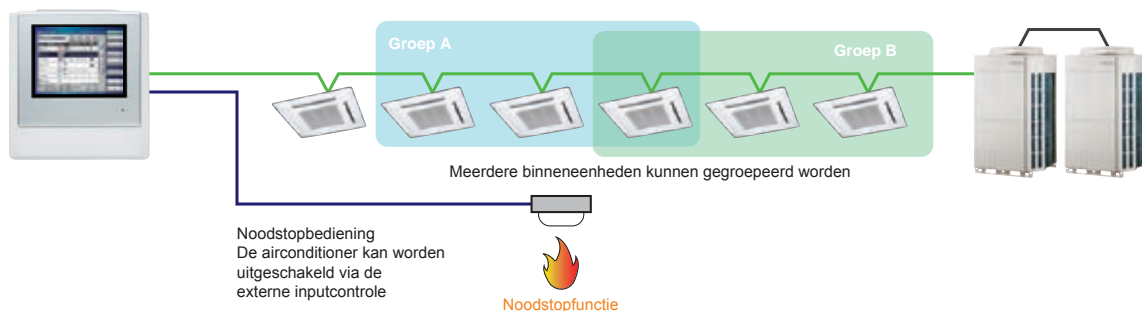 Groep A
Groep B
Meerdere binneneenheden kunnen gegroepeerd worden
Noodstopbediening
De airconditioner kan worden
uitgeschakeld via de
externe inputcontrole
Noodstopfunctie